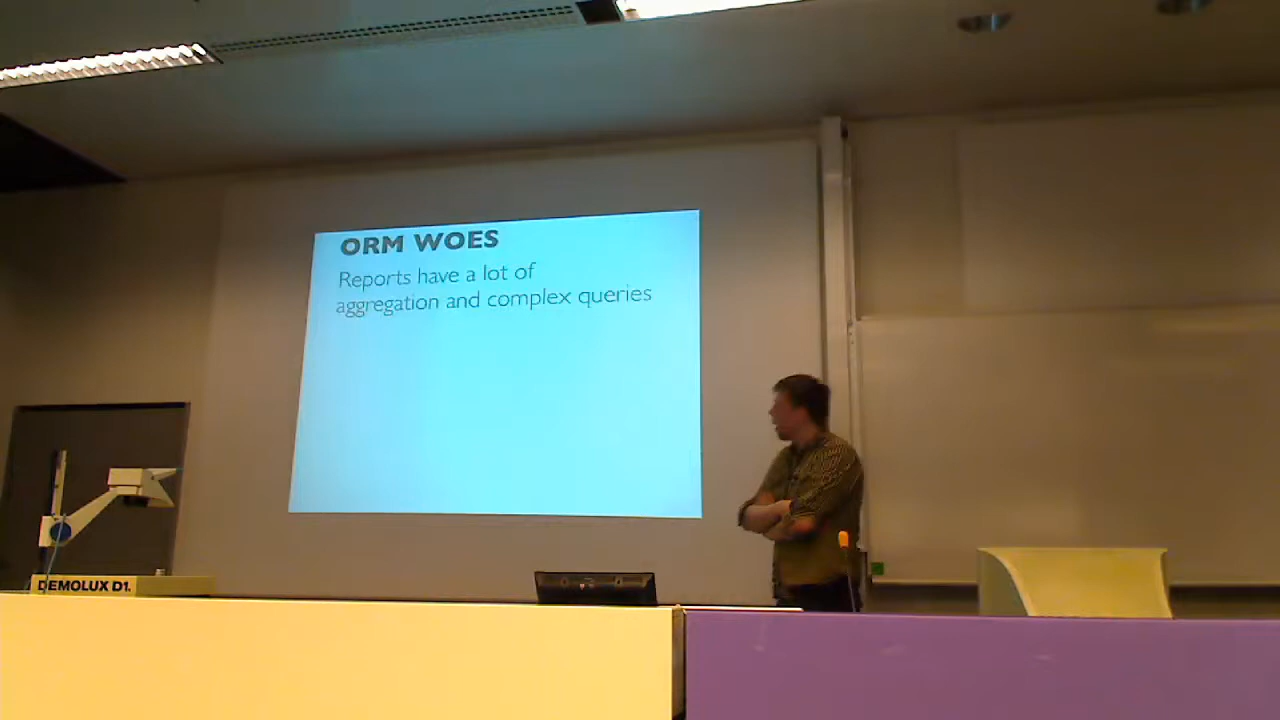 ORM WOES
Reports have a lot of
aggregation and complex queries
DEMOLUX D1.